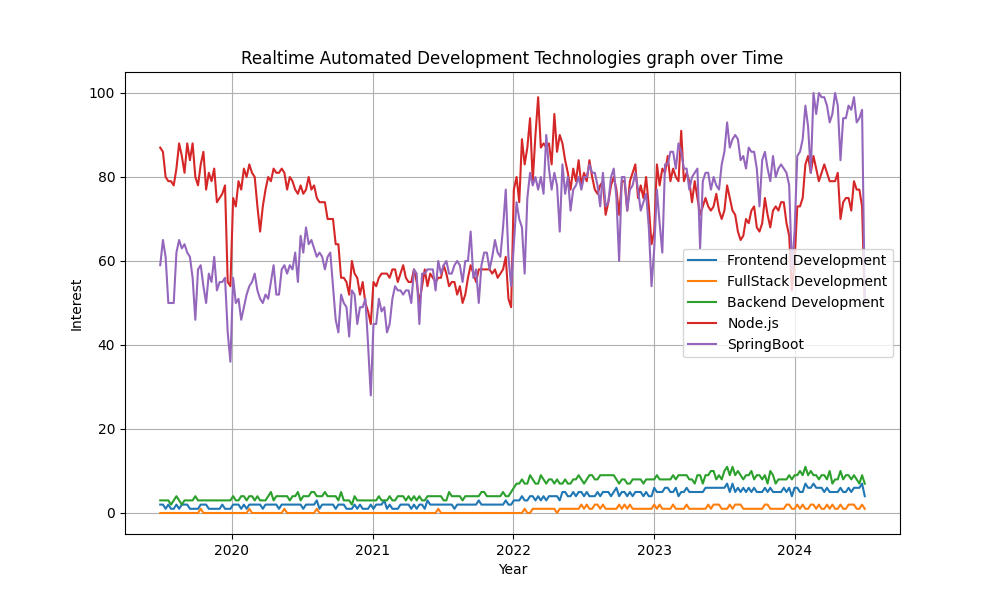 Realtime Automated Development Technologies graph over Time
100
80
60
40
20
0
Interest
2020
2021
2022
2023
2024
Year
Frontend Development
FullStack Development
Backend Development
Node.js
SpringBoot